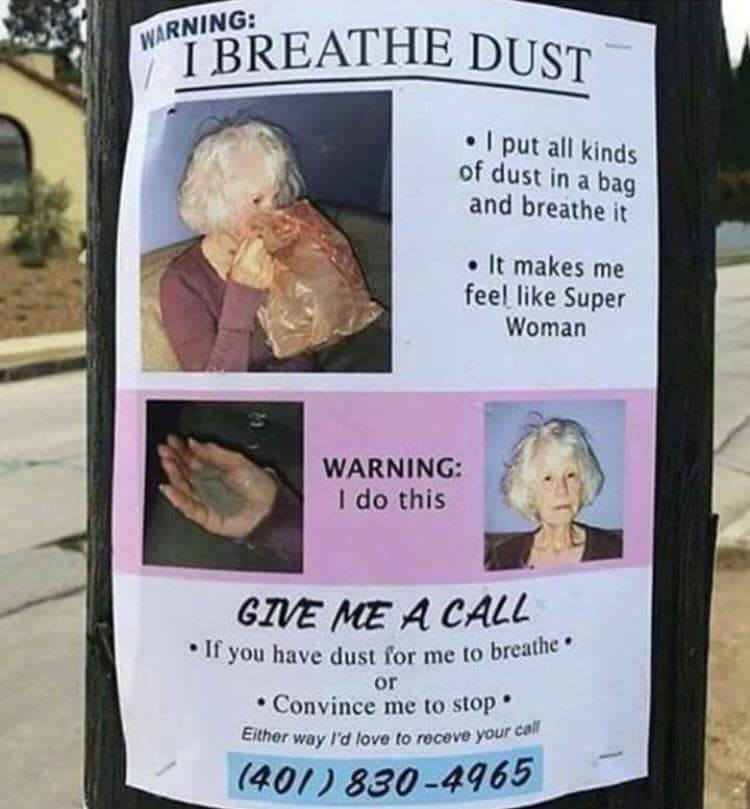 WARNING:
I BREATHE DUST
• I put all kinds
of dust in a bag
and breathe it
• It makes me
feel like Super
Woman
WARNING:
I do this
GIVE ME A CALL
• If you have dust for me to breathe •
or
• Convince me to stop •
Either way I'd love to receve your call
(401) 830-4965